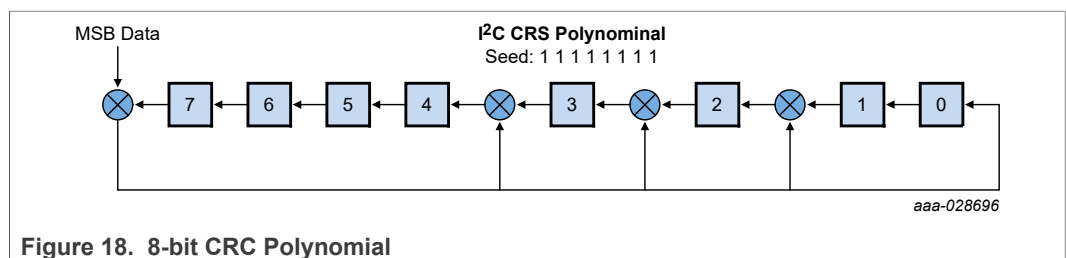 MSB Data
I²C CRS Polynominal
Seed: 1 1 1 1 1 1 1 1
7 6 5 4 3 2 1 0
aaa-028696
Figure 18. 8-bit CRC Polynomial